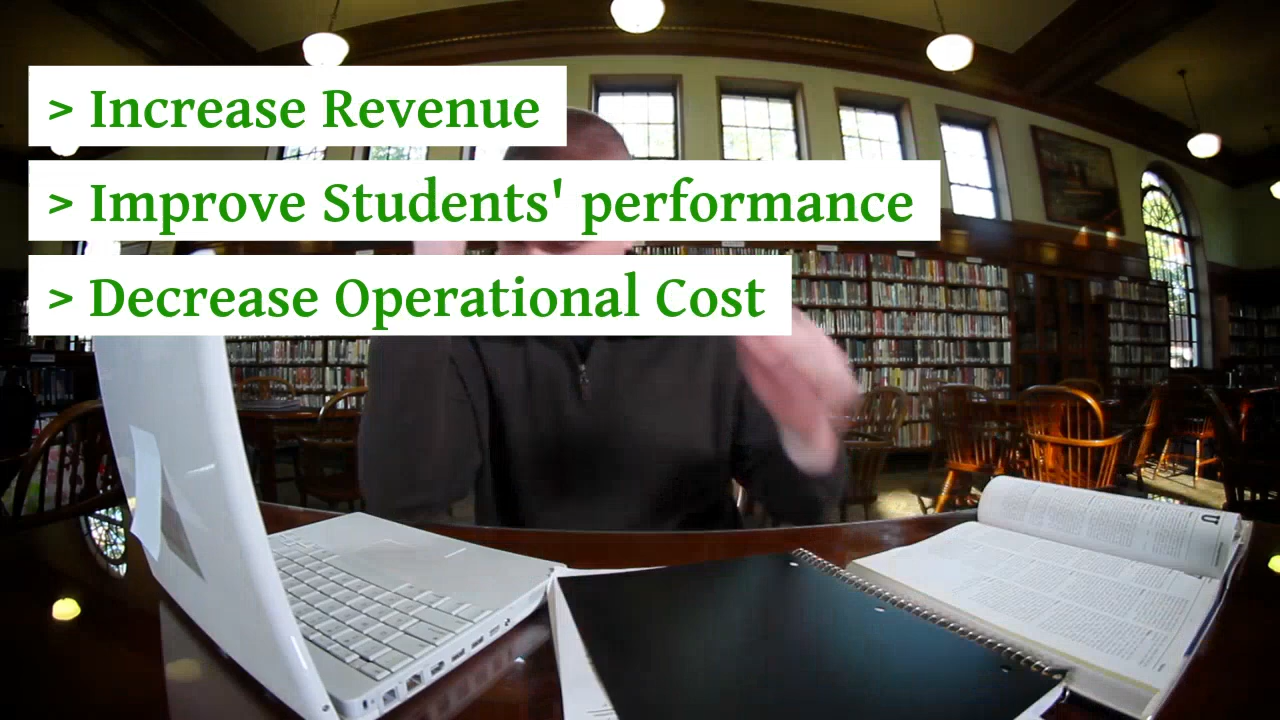 > Increase Revenue
> Improve Students' performance
> Decrease Operational Cost